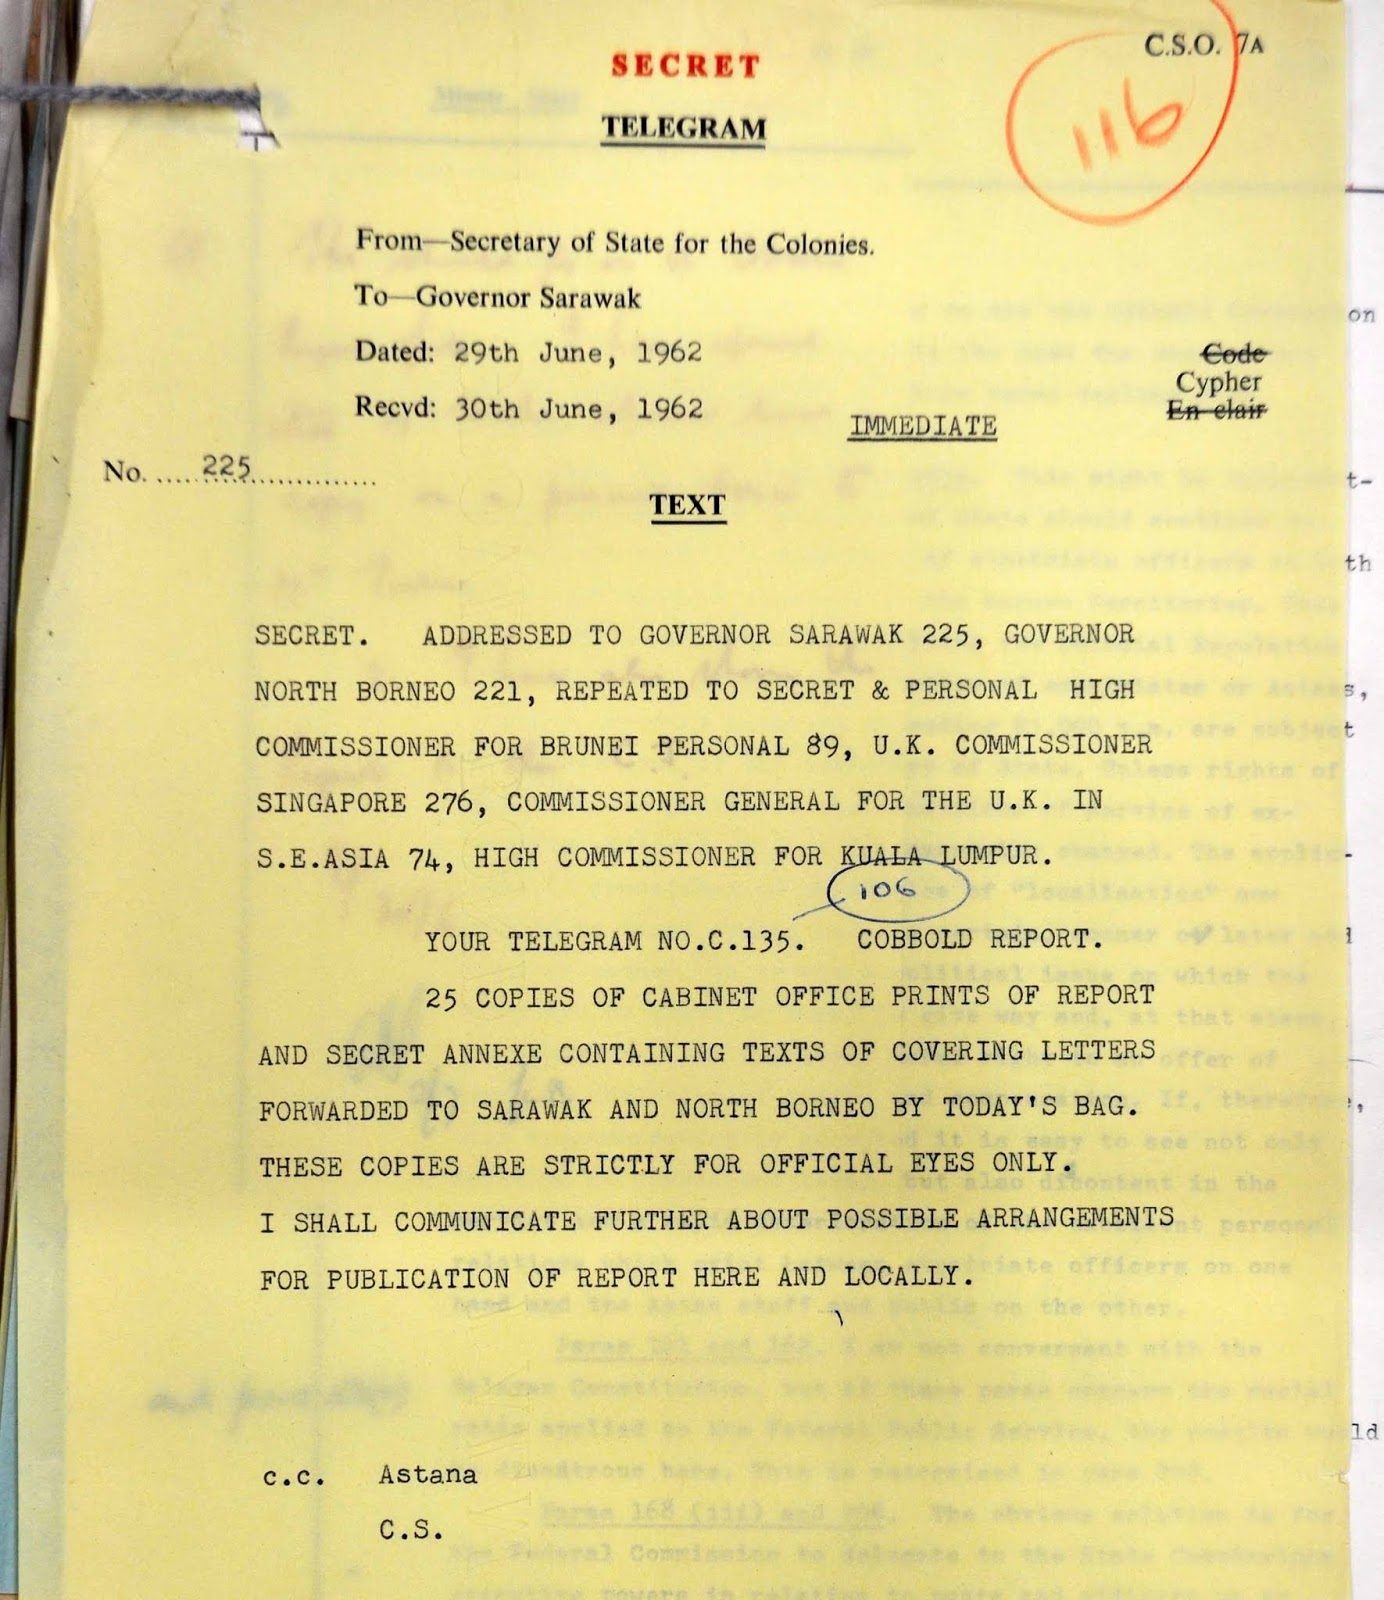 C.S.O. 7A
SECRET
116
TELEGRAM
From—Secretary of State for the Colonies.
To—Governor Sarawak
Dated: 29th June, 1962
Code
Cypher
Recvd: 30th June, 1962
En clair
IMMEDIATE
No. ..... 225 ..................
TEXT
SECRET. ADDRESSED TO GOVERNOR SARAWAK 225, GOVERNOR
NORTH BORNEO 221, REPEATED TO SECRET & PERSONAL HIGH
COMMISSIONER FOR BRUNEI PERSONAL 89, U.K. COMMISSIONER
SINGAPORE 276, COMMISSIONER GENERAL FOR THE U.K. IN
S.E.ASIA 74, HIGH COMMISSIONER FOR KUALA LUMPUR.
106
YOUR TELEGRAM NO.C.135. COBBOLD REPORT.
25 COPIES OF CABINET OFFICE PRINTS OF REPORT
AND SECRET ANNEXE CONTAINING TEXTS OF COVERING LETTERS
FORWARDED TO SARAWAK AND NORTH BORNEO BY TODAY'S BAG.
THESE COPIES ARE STRICTLY FOR OFFICIAL EYES ONLY.
I SHALL COMMUNICATE FURTHER ABOUT POSSIBLE ARRANGEMENTS
FOR PUBLICATION OF REPORT HERE AND LOCALLY.
c.c. Astana
C.S.